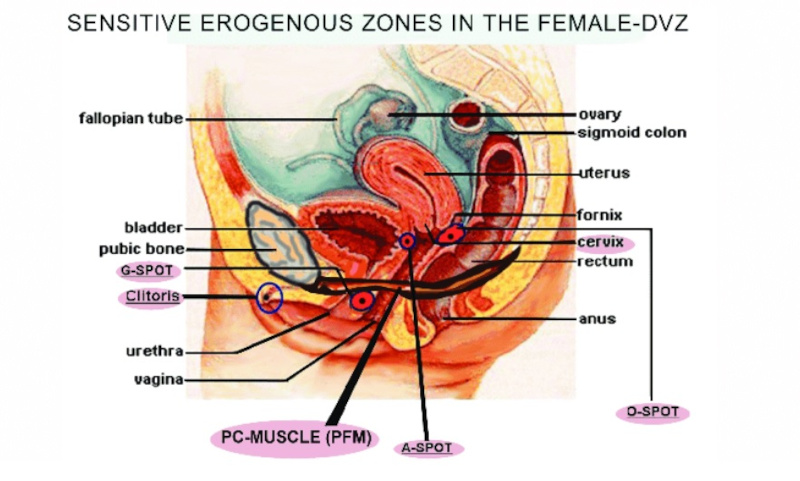 SENSITIVE EROGENOUS ZONES IN THE FEMALE-DVZ
fallopian tube
ovary
sigmoid colon
uterus
fornix
bladder
cervix
pubic bone
rectum
G-SPOT
Clitoris
anus
urethra
vagina
O-SPOT
PC-MUSCLE (PFM)
A-SPOT